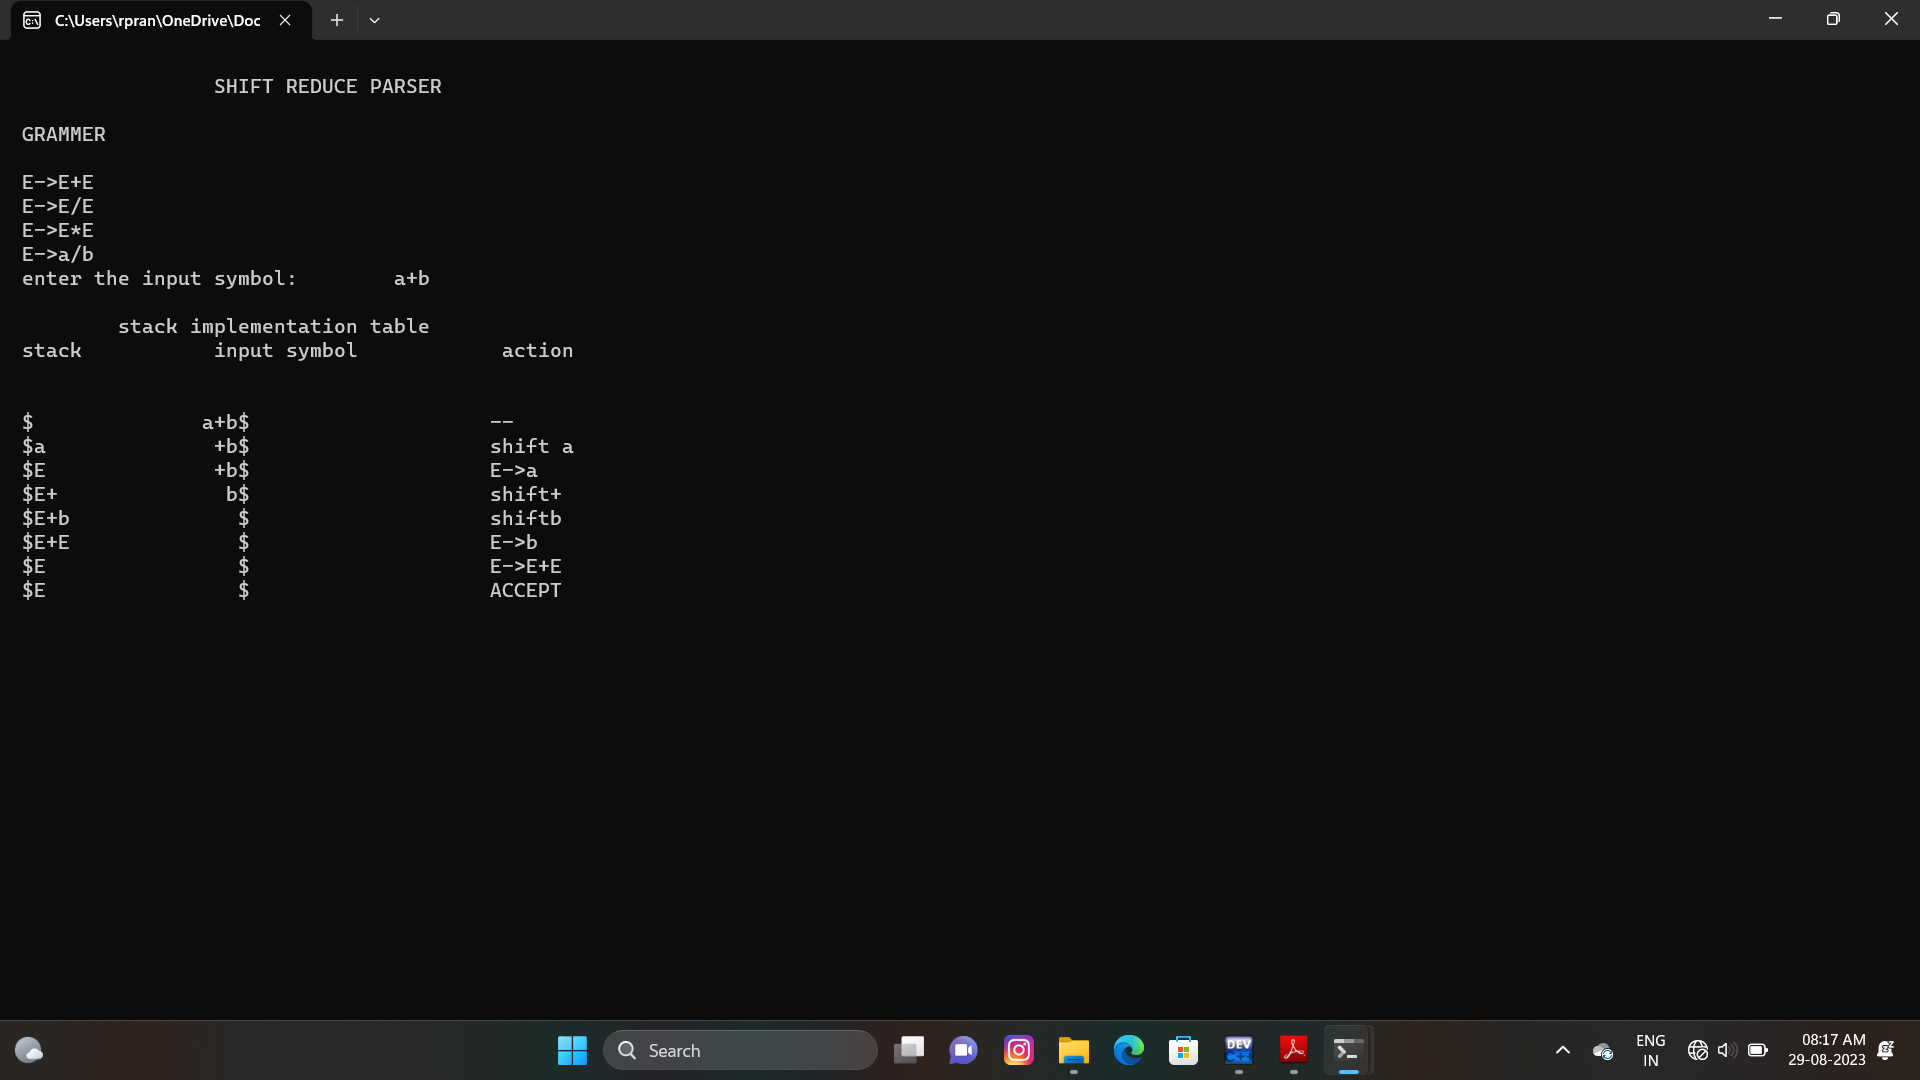 C:\Users\rpran\OneDrive\Doc
SHIFT REDUCE PARSER
GRAMMER
E->E+E
E->E/E
E->E*E
E->a/b
enter the input symbol: a+b
stack implementation table
stack input symbol action
$ a+b$ --
$a +b$ shift a
$E +b$ E->a
$E+ b$ shift+
$E+b $ shiftb
$E+E $ E->b
$E $ E->E+E
$E $ ACCEPT
Search
DEV
ENG
IN
08:17 AM
29-08-2023